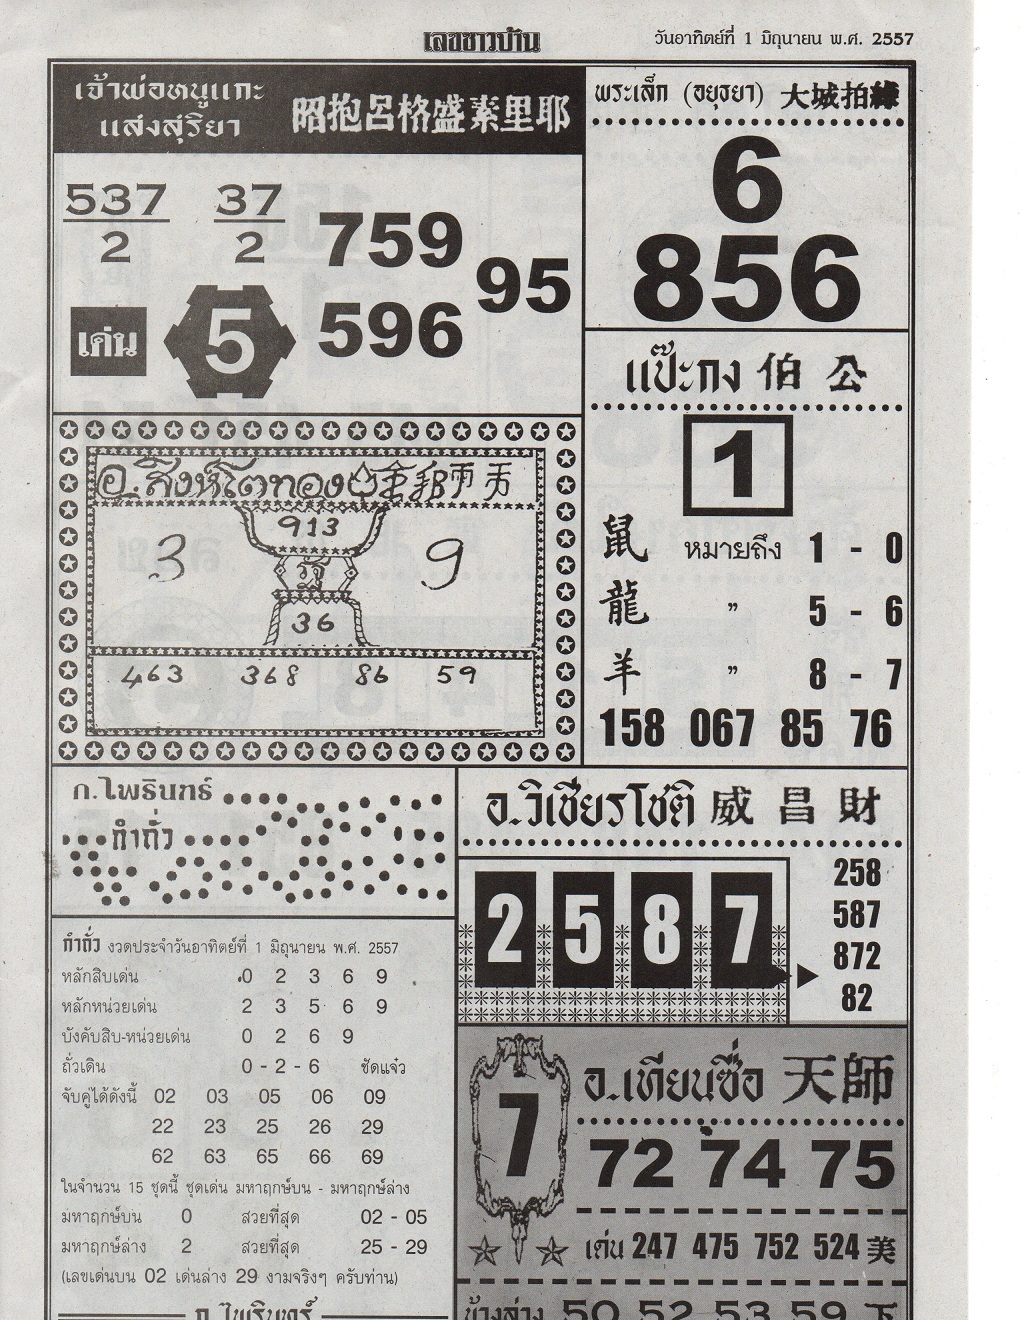 เลขชาวบ้าน
วันอาทิตย์ที่ 1 มิถุนายน พ.ศ. 2557
เจ้าพ่อหนูแกะ
แสงสุริยา
昭抱呂格盛素里耶
537 37
2 2
759
95
596
เด่น 5
พระเล็ก (อยุธยา) 大城拍
6
856
แป๊ะกง 伯公
1
鼠 หมายถึง 1 - 0
龍 " 5 - 6
羊 " 8 - 7
158 067 85 76
อ.สิงห์โตทอง
913
3 9
36
463 368 86 59
ก.ไพรินทร์
กำถั่ว
กำถั่ว งวดประจำวันอาทิตย์ที่ 1 มิถุนายน พ.ศ. 2557
หลักสิบเด่น 0 2 3 6 9
หลักหน่วยเด่น 2 3 5 6 9
บังคับสิบ-หน่วยเด่น 0 2 6 9
ถั่วเดิน 0 - 2 - 6 ชัดแจ๋ว
จับคู่ได้ดังนี้ 02 03 05 06 09
22 23 25 26 29
62 63 65 66 69
ในจำนวน 15 ชุดนี้ ชุดเด่น มหาฤกษ์บน - มหาฤกษ์ล่าง
มหาฤกษ์บน 0 สวยที่สุด 02 - 05
มหาฤกษ์ล่าง 2 สวยที่สุด 25 - 29
(เลขเด่นบน 02 เด่นล่าง 29 งามจริงๆ ครับท่าน)
ก.ไพรินทร์
อ.วิเชียรโชติ 威昌財
2 5 8 7
258
587
872
82
7
อ.เทียนซือ 天師
72 74 75
เด่น 247 475 752 524 美
ข้างล่าง 50 52 53 59 下